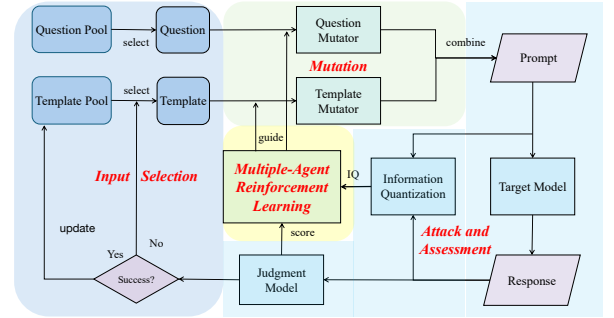 Question Pool
select
Question
Question
Mutator
combine
Prompt
Mutation
Template Pool
select
Template
Template
Mutator
guide
Input Selection
Multiple-Agent
Reinforcement
Learning
IQ
Information
Quantization
Target Model
update
Yes
No
score
Attack and
Assessment
Success?
Judgment
Model
Response